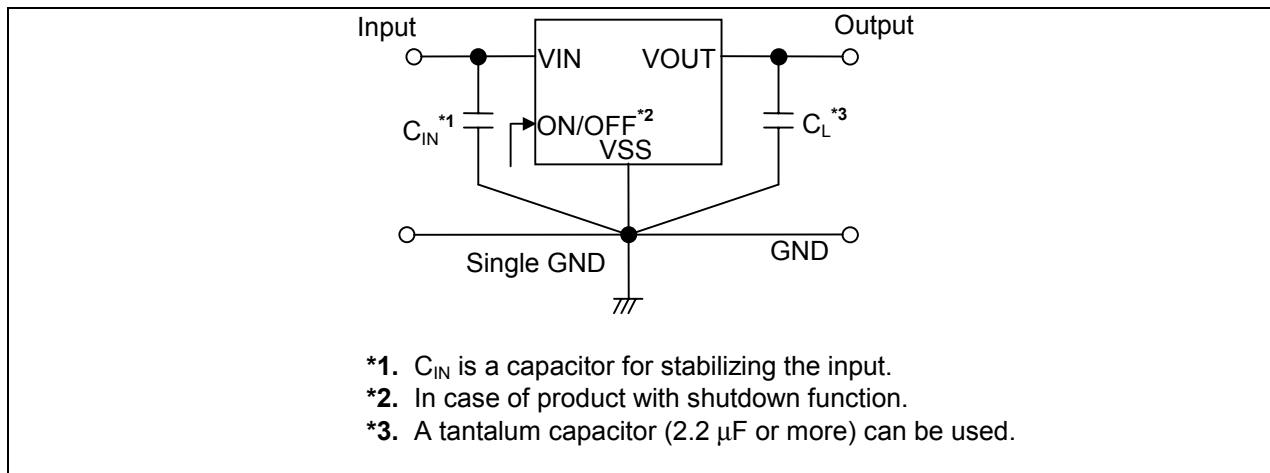 Input
Output
VIN
VOUT
C_IN*1
ON/OFF*2
C_L*3
VSS
Single GND
GND
*1. C_IN is a capacitor for stabilizing the input.
*2. In case of product with shutdown function.
*3. A tantalum capacitor (2.2 μF or more) can be used.